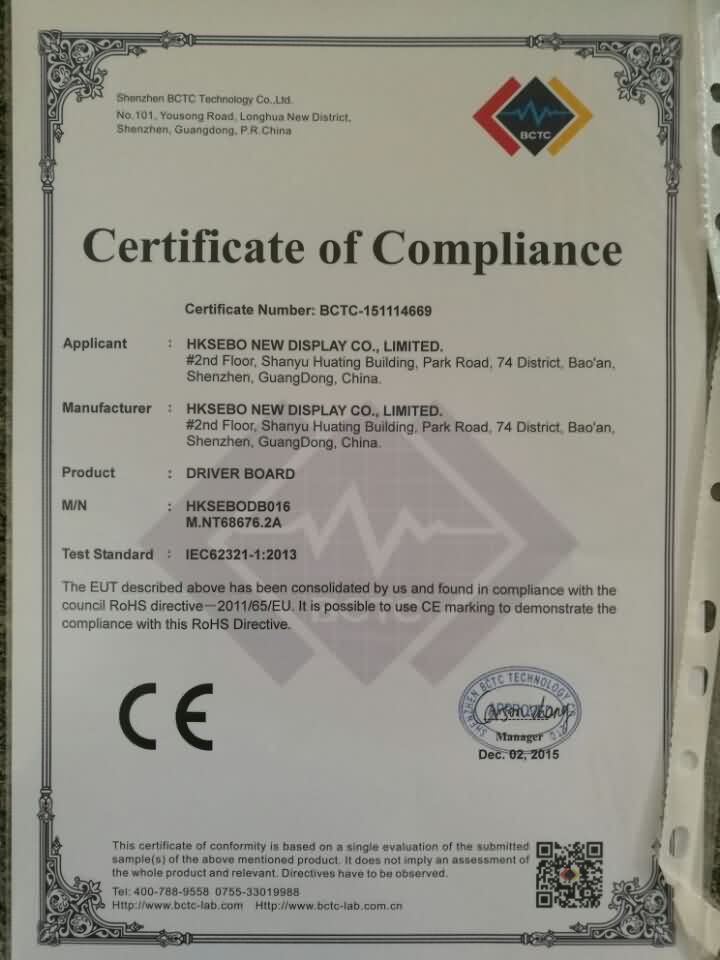 Shenzhen BCTC Technology Co.,Ltd.
No.101, Yousong Road, Longhua New District,
Shenzhen, Guangdong, P.R.China
BCTC
Certificate of Compliance
Certificate Number: BCTC-151114669
Applicant : HKSEBO NEW DISPLAY CO., LIMITED.
#2nd Floor, Shanyu Huating Building, Park Road, 74 District, Bao'an,
Shenzhen, GuangDong, China.
Manufacturer : HKSEBO NEW DISPLAY CO., LIMITED.
#2nd Floor, Shanyu Huating Building, Park Road, 74 District, Bao'an,
Shenzhen, GuangDong, China.
Product : DRIVER BOARD
M/N : HKSEBODB016
M.NT68676.2A
Test Standard : IEC62321-1:2013
The EUT described above has been consolidated by us and found in compliance with the
council RoHS directive—2011/65/EU. It is possible to use CE marking to demonstrate the
compliance with this RoHS Directive.
BCTC
CE
SHENZHEN BCTC TECHNOLOGY CO., LTD.
APPROVED
Manager
Dec. 02, 2015
This certificate of conformity is based on a single evaluation of the submitted
sample(s) of the above mentioned product. It does not imply an assessment of
the whole product and relevant. Directives have to be observed.
Tel: 400-788-9558 0755-33019988
Http://www.bctc-lab.com Http://www.bctc-lab.com.cn